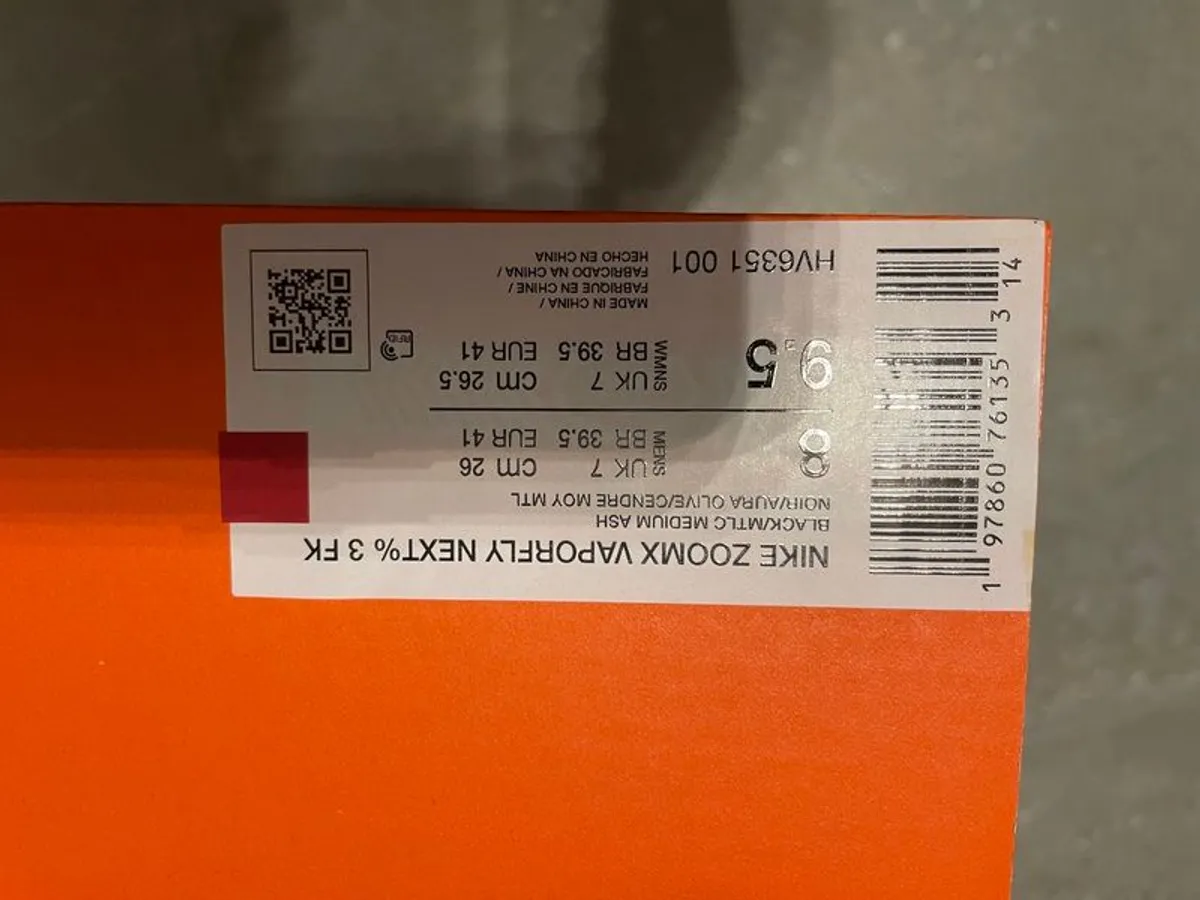 NIKE ZOOMX VAPORFLY NEXT% 3 FK
BLACK/MTLC MEDIUM ASH
NOIR/AURA OLIVE/CENDRE MOY MTL
8 MENS UK 7 CM 26
BR 39.5 EUR 41
9.5 WMNS UK 7 CM 26.5
BR 39.5 EUR 41
MADE IN CHINA /
FABRIQUE EN CHINE /
FABRICADO NA CHINA /
HECHO EN CHINA
HV6351 001
RFID
1 97860 76135 3 14